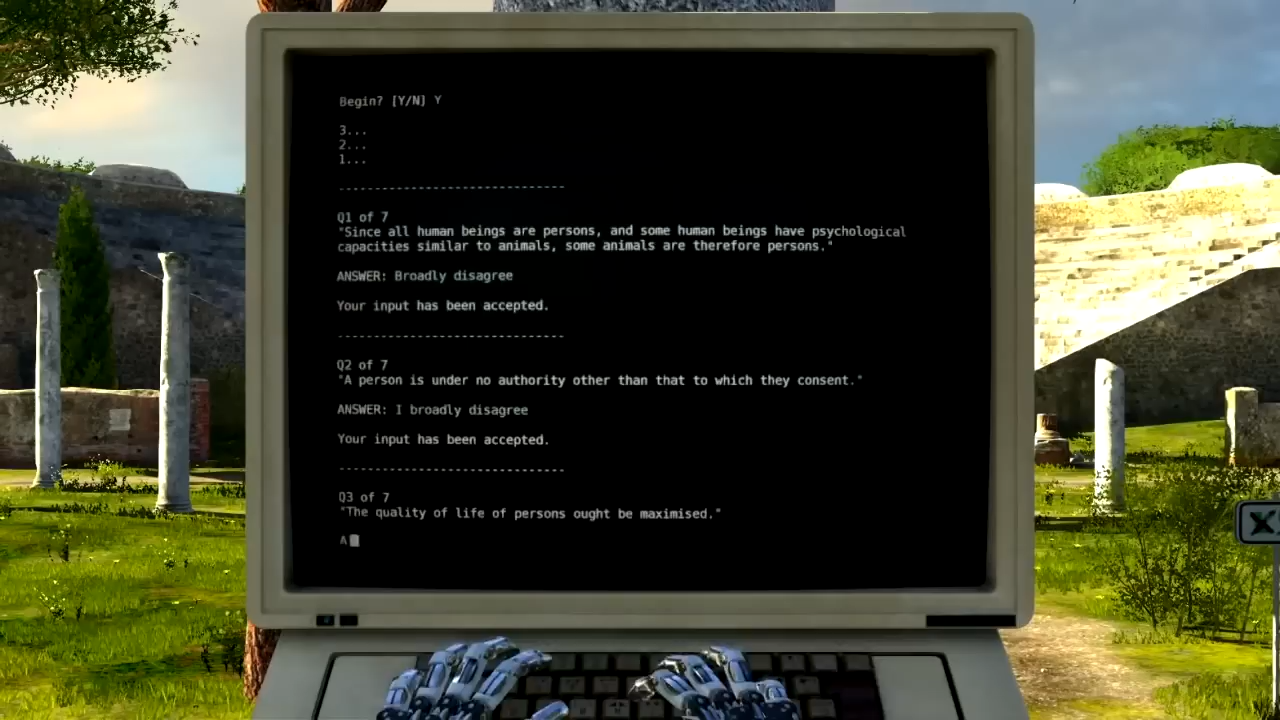 Begin? [Y/N] Y
3...
2...
1...
-------------------------------
Q1 of 7
"Since all human beings are persons, and some human beings have psychological
capacities similar to animals, some animals are therefore persons."
ANSWER: Broadly disagree
Your input has been accepted.
-------------------------------
Q2 of 7
"A person is under no authority other than that to which they consent."
ANSWER: I broadly disagree
Your input has been accepted.
-------------------------------
Q3 of 7
"The quality of life of persons ought be maximised."
A
X